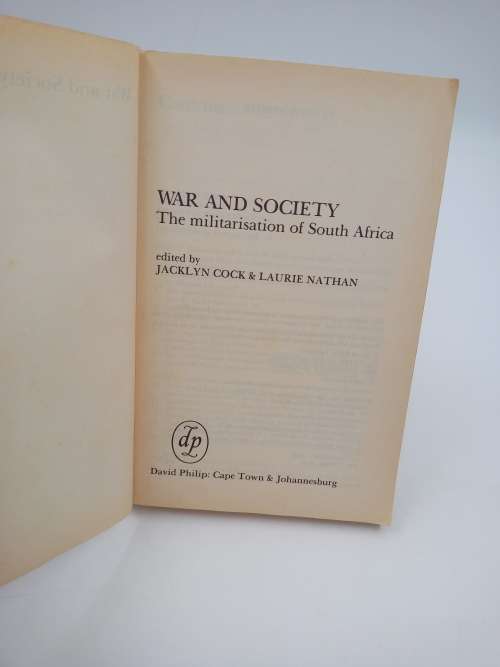 WAR AND SOCIETY
The militarisation of South Africa
edited by
JACKLYN COCK & LAURIE NATHAN
dp
David Philip: Cape Town & Johannesburg